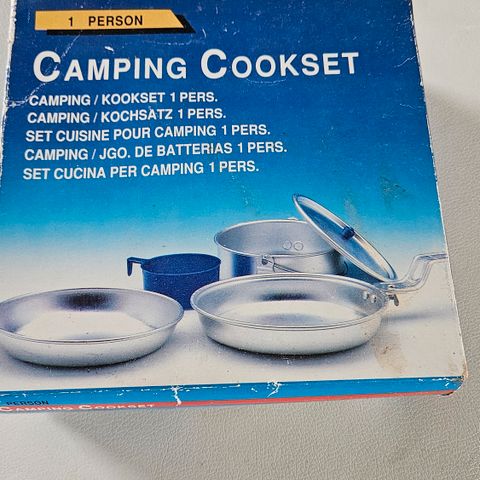 1 PERSON
CAMPING COOKSET
CAMPING / KOOKSET 1 PERS.
CAMPING / KOCHSÄTZ 1 PERS.
SET CUISINE POUR CAMPING 1 PERS.
CAMPING / JGO. DE BATTERIAS 1 PERS.
SET CUCINA PER CAMPING 1 PERS.
PERSON
CAMPING COOKSET